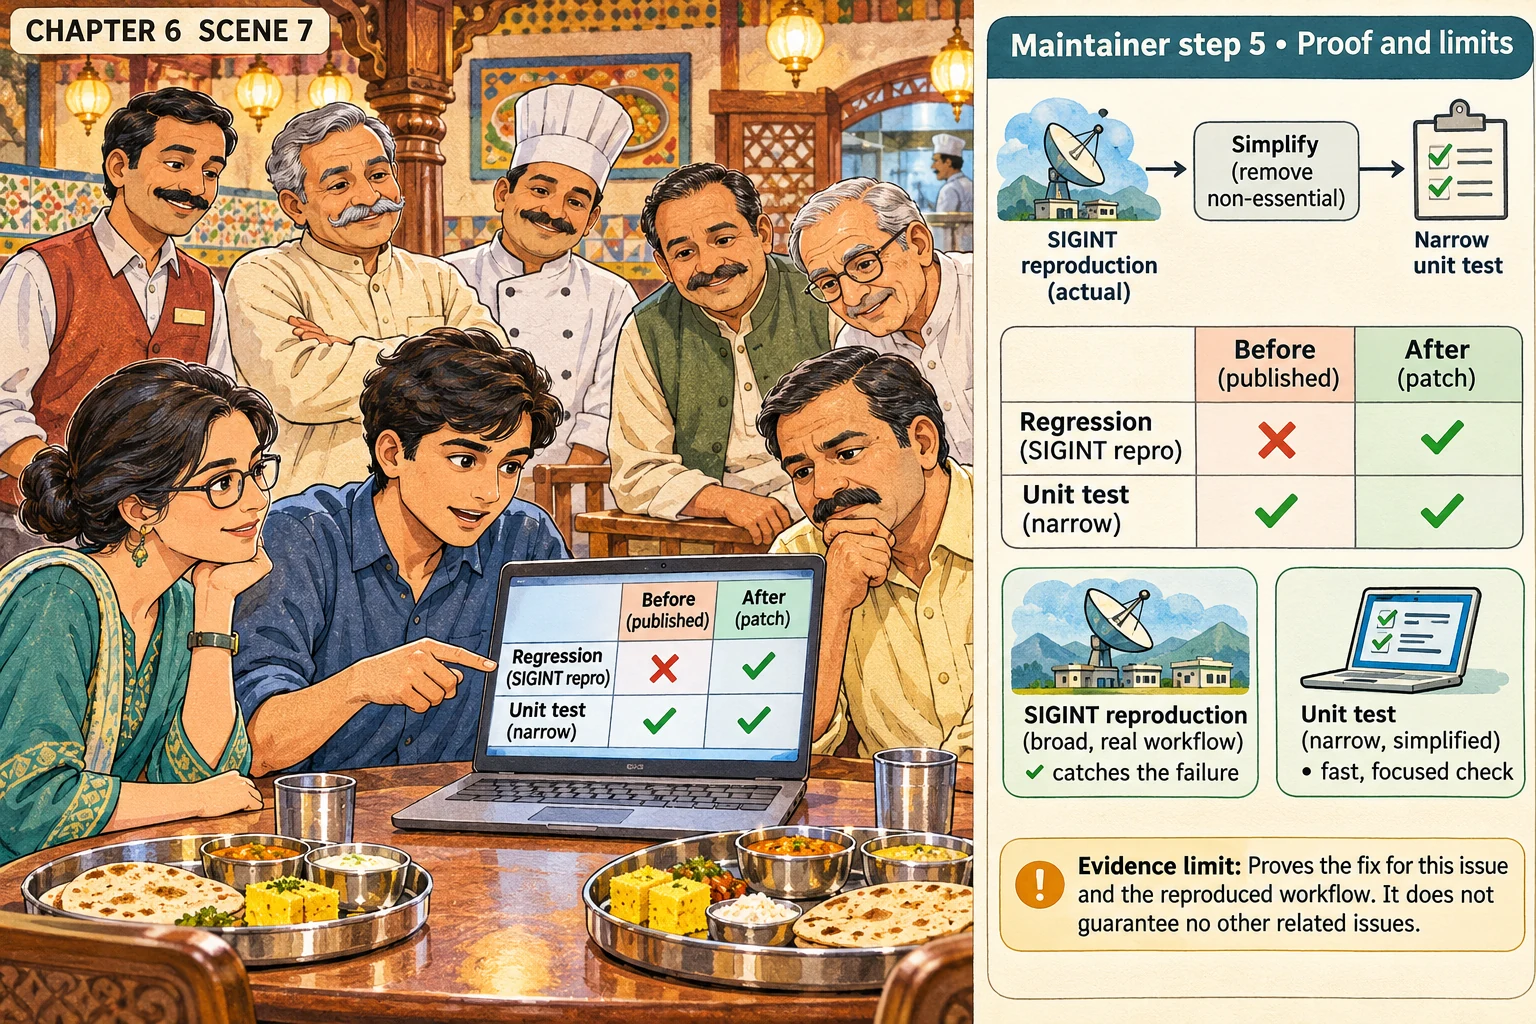 CHAPTER 6 SCENE 7
Before
(published)
After
(patch)
Regression
(SIGINT repro)
Unit test
(narrow)
Maintainer step 5 • Proof and limits
SIGINT
reproduction
(actual)
Simplify
(remove
non-essential)
Narrow
unit test
Before
(published)
After
(patch)
Regression
(SIGINT repro)
Unit test
(narrow)
SIGINT reproduction
(broad, real workflow)
✓ catches the failure
Unit test
(narrow, simplified)
• fast, focused check
Evidence limit: Proves the fix for this issue
and the reproduced workflow. It does not
guarantee no other related issues.